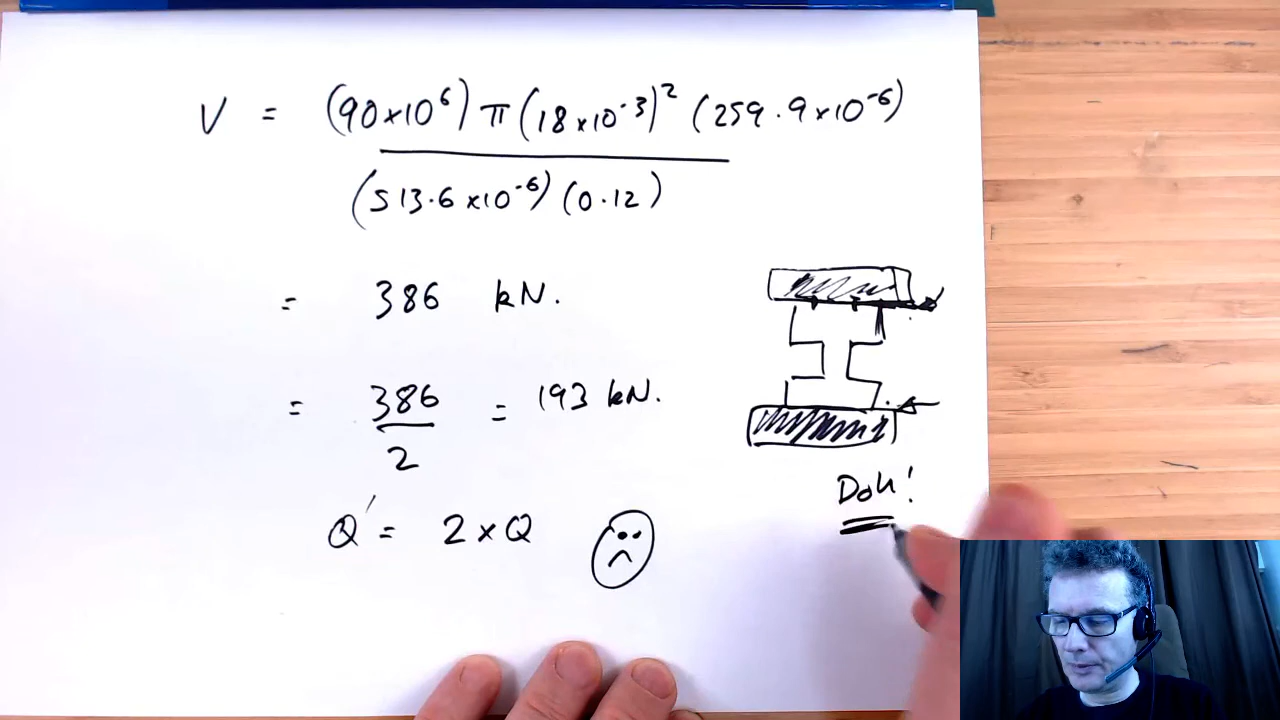 V = (90×10⁶) π (18×10⁻³)² (259.9×10⁻⁶)
(513.6×10⁻⁶) (0.12)
= 386 kN.
= 386 = 193 kN.
2
Q' = 2 × Q
Doh!